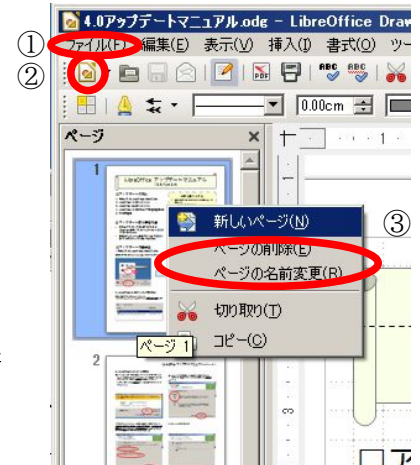 4.0アップデートマニュアル.odg - LibreOffice Draw
① ファイル(F) 編集(E) 表示(V) 挿入(I) 書式(O) ツー
②
ABC ABC
0.00cm
ページ
1
LibreOffice アップデートマニュアル
新しいページ(N)
③
ページの削除(E)
ページの名前変更(R)
切り取り(T)
コピー(C)
ページ 1
2